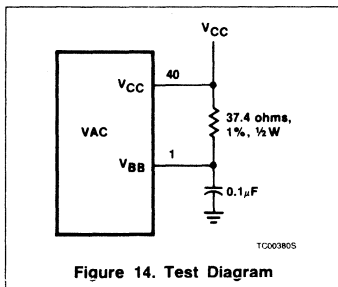 VCC
VCC 40
37.4 ohms,
1%, ½W
VAC
VBB 1
0.1μF
TC00380S
Figure 14. Test Diagram